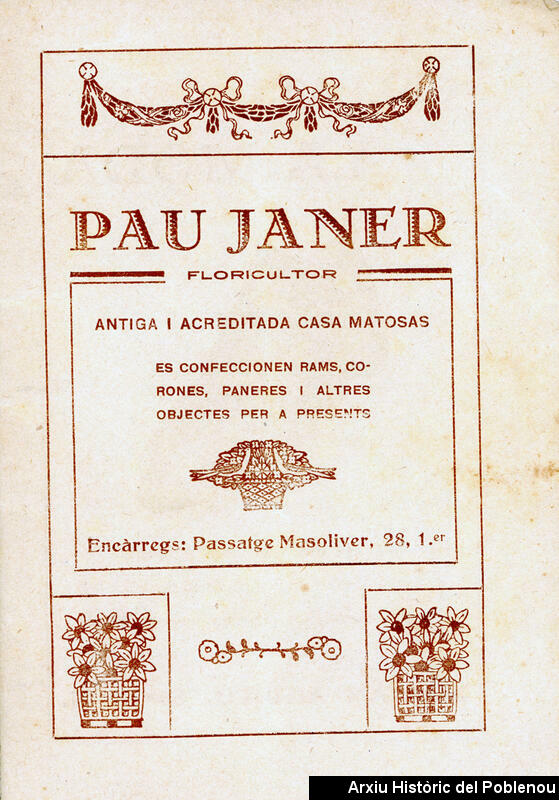 PAU JANER
FLORICULTOR
ANTIGA I ACREDITADA CASA MATOSAS
ES CONFECCIONEN RAMS, CO-
RONES, PANERES I ALTRES
OBJECTES PER A PRESENTS
Encàrregs: Passatge Masoliver, 28, 1.er
Arxiu Històric del Poblenou